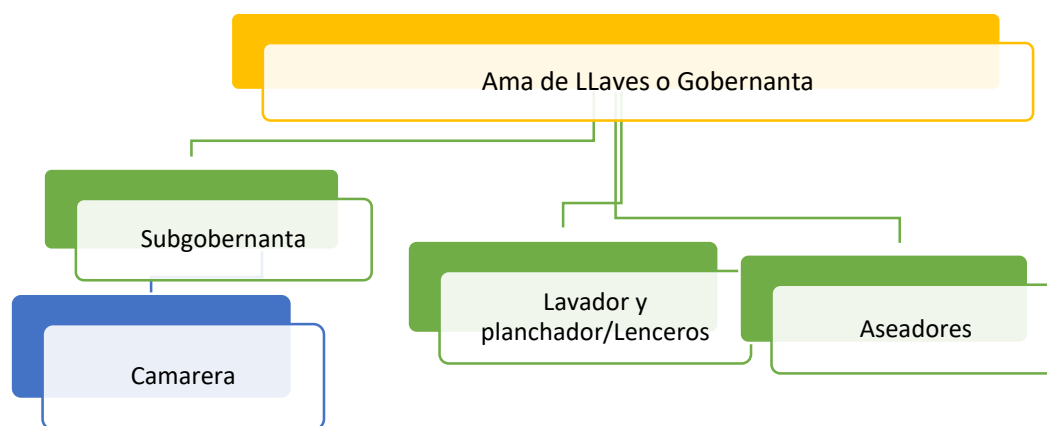 Ama de LLaves o Gobernanta
Subgobernanta
Lavador y
planchador/Lenceros
Aseadores
Camarera